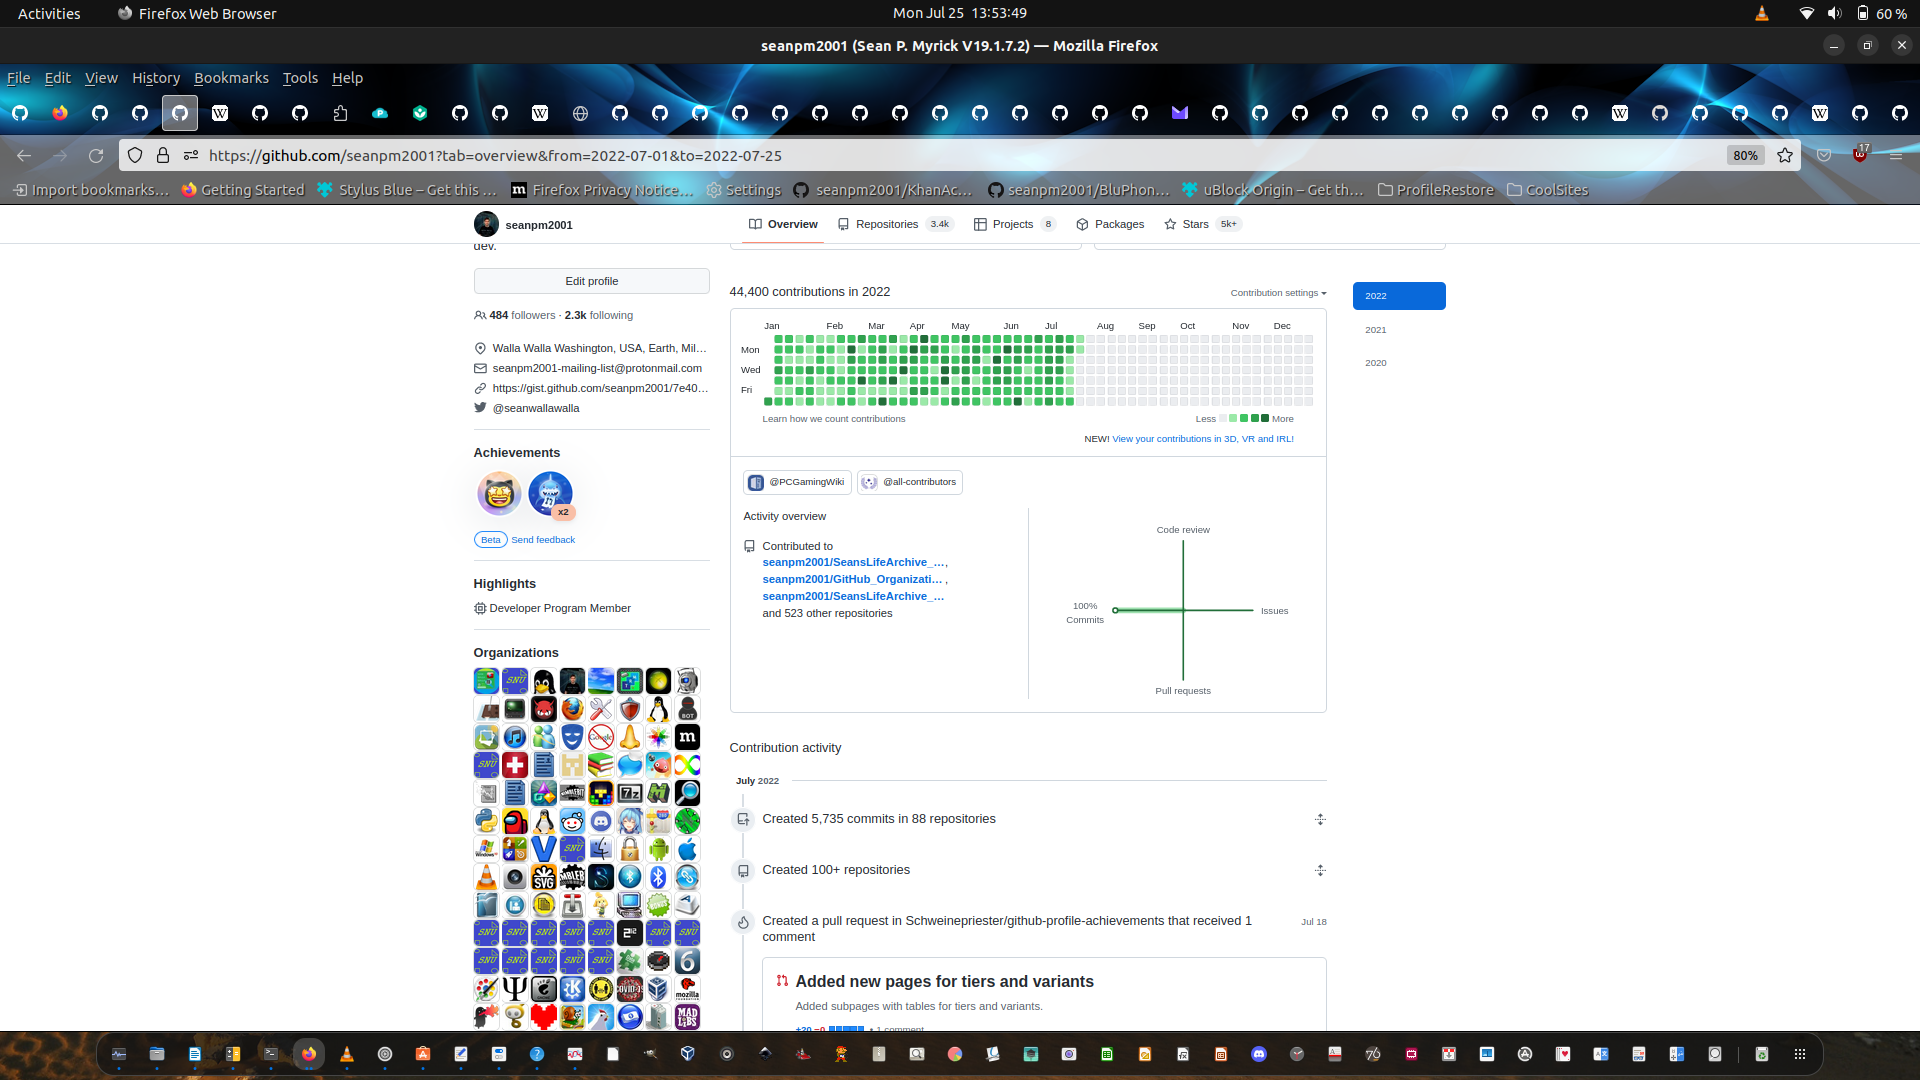 Activities
Firefox Web Browser
Mon Jul 25 13:53:49
60 %
seanpm2001 (Sean P. Myrick V19.1.7.2) — Mozilla Firefox
File Edit View History Bookmarks Tools Help
https://github.com/seanpm2001?tab=overview&from=2022-07-01&to=2022-07-25
80%
17
Import bookmarks…
Getting Started
Stylus Blue – Get this …
Firefox Privacy Notice…
Settings
seanpm2001/KhanAc…
seanpm2001/BluPhon…
uBlock Origin – Get th…
ProfileRestore
CoolSites
seanpm2001
Overview
Repositories 3.4k
Projects 8
Packages
Stars 5k+
dev.
Edit profile
484 followers · 2.3k following
Walla Walla Washington, USA, Earth, Mil…
seanpm2001-mailing-list@protonmail.com
https://gist.github.com/seanpm2001/7e40…
@seanwallawalla
Achievements
x2
Beta Send feedback
Highlights
Developer Program Member
Organizations
44,400 contributions in 2022
Contribution settings
2022
2021
2020
Jan Feb Mar Apr May Jun Jul Aug Sep Oct Nov Dec
Mon
Wed
Fri
Learn how we count contributions
Less More
NEW! View your contributions in 3D, VR and IRL!
@PCGamingWiki
@all-contributors
Activity overview
Contributed to
seanpm2001/SeansLifeArchive_…,
seanpm2001/GitHub_Organizati… ,
seanpm2001/SeansLifeArchive_…
and 523 other repositories
Code review
100%
Commits
Issues
Pull requests
Contribution activity
July 2022
Created 5,735 commits in 88 repositories
Created 100+ repositories
Created a pull request in Schweinepriester/github-profile-achievements that received 1
comment
Jul 18
Added new pages for tiers and variants
Added subpages with tables for tiers and variants.
+20 −0 • 1 comment